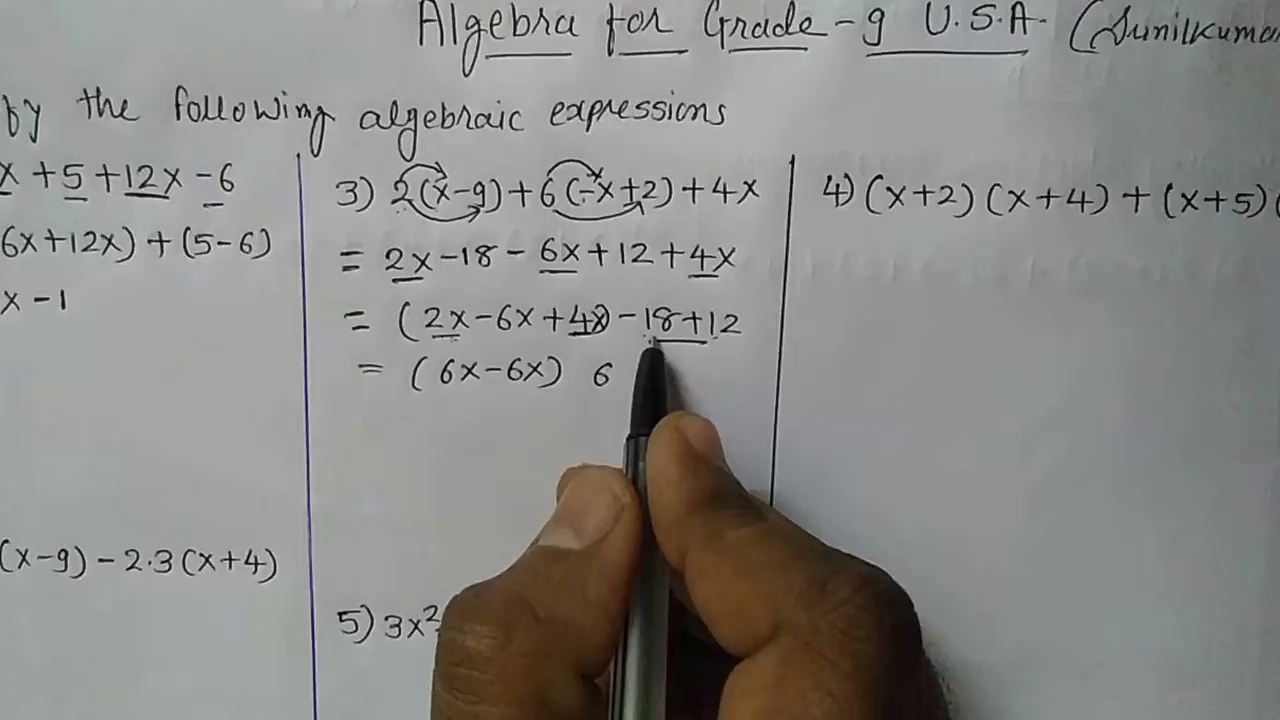 Algebra for Grade-9 U.S.A. (Sunilkumar
by the following algebraic expressions
x + 5 + 12x - 6
6x + 12x) + (5 - 6)
x - 1
(x-9) - 2.3(x+4)
3) 2(x-9) + 6(-x+2) + 4x
= 2x - 18 - 6x + 12 + 4x
= (2x - 6x + 4x) - 18 + 12
= (6x - 6x) 6
5) 3x²
4) (x+2)(x+4) + (x+5)(